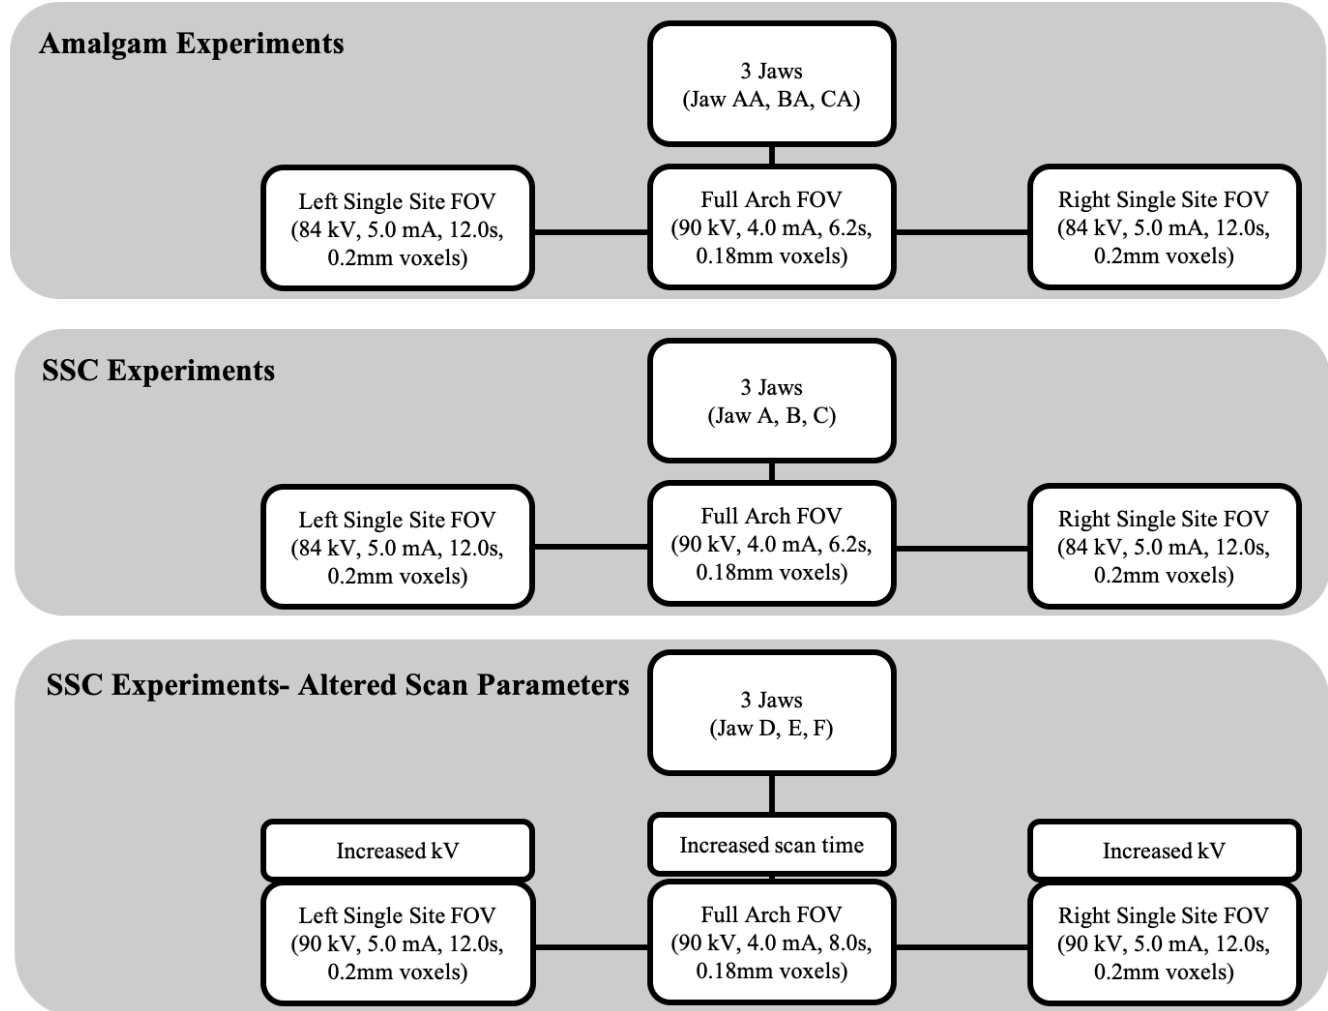 Amalgam Experiments
3 Jaws
(Jaw AA, BA, CA)
Left Single Site FOV
(84 kV, 5.0 mA, 12.0s,
0.2mm voxels)
Full Arch FOV
(90 kV, 4.0 mA, 6.2s,
0.18mm voxels)
Right Single Site FOV
(84 kV, 5.0 mA, 12.0s,
0.2mm voxels)
SSC Experiments
3 Jaws
(Jaw A, B, C)
Left Single Site FOV
(84 kV, 5.0 mA, 12.0s,
0.2mm voxels)
Full Arch FOV
(90 kV, 4.0 mA, 6.2s,
0.18mm voxels)
Right Single Site FOV
(84 kV, 5.0 mA, 12.0s,
0.2mm voxels)
SSC Experiments- Altered Scan Parameters
3 Jaws
(Jaw D, E, F)
Increased kV
Left Single Site FOV
(90 kV, 5.0 mA, 12.0s,
0.2mm voxels)
Increased scan time
Full Arch FOV
(90 kV, 4.0 mA, 8.0s,
0.18mm voxels)
Increased kV
Right Single Site FOV
(90 kV, 5.0 mA, 12.0s,
0.2mm voxels)